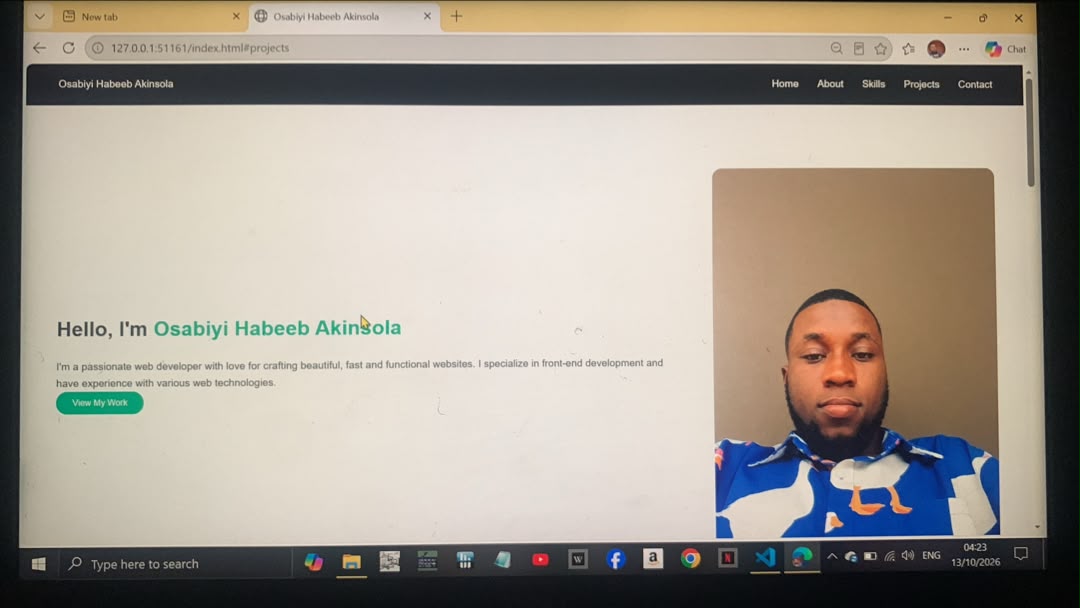 New tab
Osabiyi Habeeb Akinsola
127.0.0.1:51161/index.html#projects
Chat
Osabiyi Habeeb Akinsola
Home About Skills Projects Contact
Hello, I'm Osabiyi Habeeb Akinsola
I'm a passionate web developer with love for crafting beautiful, fast and functional websites. I specialize in front-end development and
have experience with various web technologies.
View My Work
Type here to search
W
a
N
ENG
04:23
13/10/2026